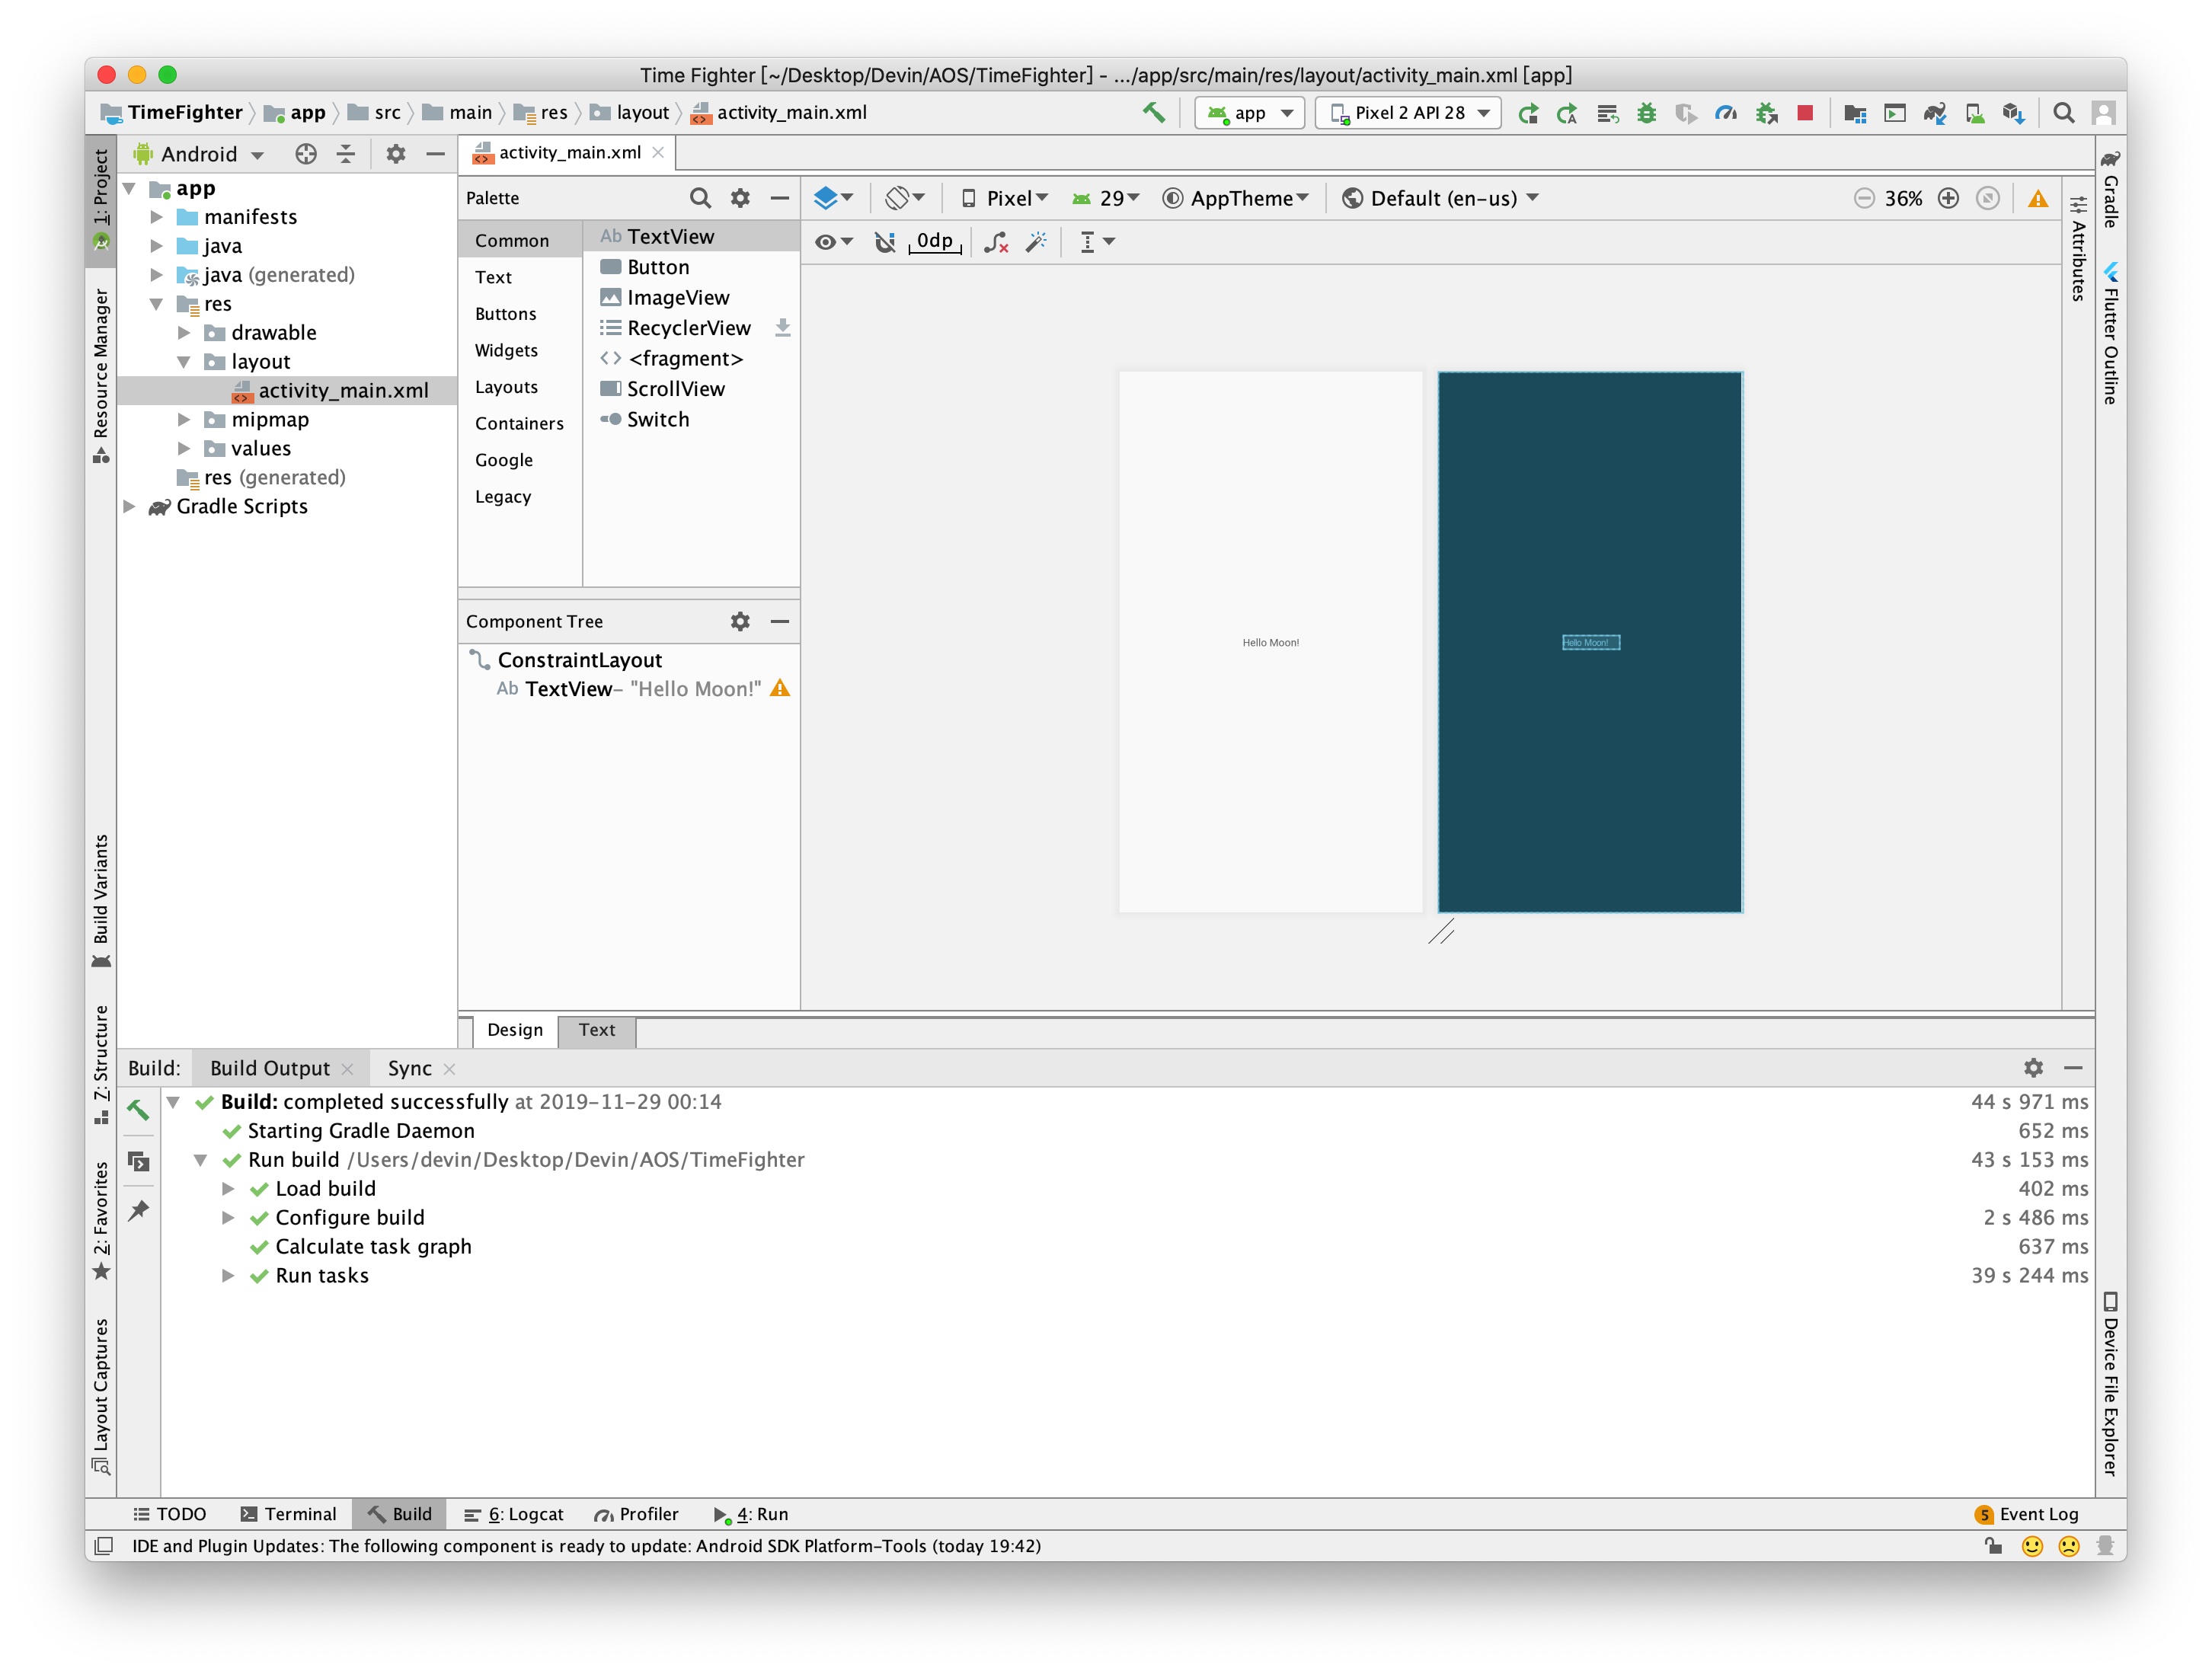 Time Fighter [~/Desktop/Devin/AOS/TimeFighter] - .../app/src/main/res/layout/activity_main.xml [app]
TimeFighter app src main res layout activity_main.xml
app Pixel 2 API 28
1: Project
Resource Manager
Build Variants
7: Structure
2: Favorites
Layout Captures
Android
app
manifests
java
java (generated)
res
drawable
layout
activity_main.xml
mipmap
values
res (generated)
Gradle Scripts
activity_main.xml
Palette
Common
Text
Buttons
Widgets
Layouts
Containers
Google
Legacy
Ab TextView
Button
ImageView
RecyclerView
<fragment>
ScrollView
Switch
Component Tree
ConstraintLayout
Ab TextView– "Hello Moon!"
Pixel 29 AppTheme Default (en-us) 36%
0dp
Hello Moon!
Hello Moon!
Design Text
Attributes
Gradle
Flutter Outline
Device File Explorer
Build: Build Output Sync
Build: completed successfully at 2019-11-29 00:14 44 s 971 ms
Starting Gradle Daemon 652 ms
Run build /Users/devin/Desktop/Devin/AOS/TimeFighter 43 s 153 ms
Load build 402 ms
Configure build 2 s 486 ms
Calculate task graph 637 ms
Run tasks 39 s 244 ms
TODO Terminal Build 6: Logcat Profiler 4: Run 5 Event Log
IDE and Plugin Updates: The following component is ready to update: Android SDK Platform-Tools (today 19:42)